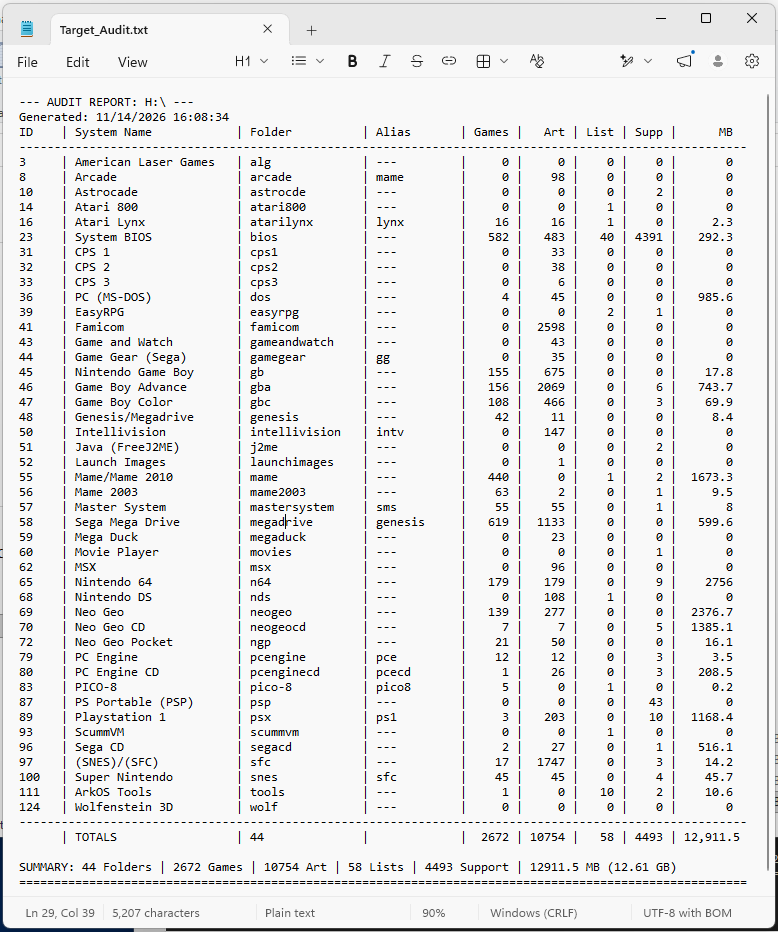 Target_Audit.txt
File Edit View H1 B I S
--- AUDIT REPORT: H:\ ---
Generated: 11/14/2026 16:08:34
ID | System Name | Folder | Alias | Games | Art | List | Supp | MB
-----------------------------------------------------------------------------------------------------
3 | American Laser Games | alg | --- | 0 | 0 | 0 | 0 | 0
8 | Arcade | arcade | mame | 0 | 98 | 0 | 0 | 0
10 | Astrocade | astrocde | --- | 0 | 0 | 0 | 2 | 0
14 | Atari 800 | atari800 | --- | 0 | 0 | 1 | 0 | 0
16 | Atari Lynx | atarilynx | lynx | 16 | 16 | 1 | 0 | 2.3
23 | System BIOS | bios | --- | 582 | 483 | 40 | 4391 | 292.3
31 | CPS 1 | cps1 | --- | 0 | 33 | 0 | 0 | 0
32 | CPS 2 | cps2 | --- | 0 | 38 | 0 | 0 | 0
33 | CPS 3 | cps3 | --- | 0 | 6 | 0 | 0 | 0
36 | PC (MS-DOS) | dos | --- | 4 | 45 | 0 | 0 | 985.6
39 | EasyRPG | easyrpg | --- | 0 | 0 | 2 | 1 | 0
41 | Famicom | famicom | --- | 0 | 2598 | 0 | 0 | 0
43 | Game and Watch | gameandwatch | --- | 0 | 43 | 0 | 0 | 0
44 | Game Gear (Sega) | gamegear | gg | 0 | 35 | 0 | 0 | 0
45 | Nintendo Game Boy | gb | --- | 155 | 675 | 0 | 0 | 17.8
46 | Game Boy Advance | gba | --- | 156 | 2069 | 0 | 6 | 743.7
47 | Game Boy Color | gbc | --- | 108 | 466 | 0 | 3 | 69.9
48 | Genesis/Megadrive | genesis | --- | 42 | 11 | 0 | 0 | 8.4
50 | Intellivision | intellivision | intv | 0 | 147 | 0 | 0 | 0
51 | Java (FreeJ2ME) | j2me | --- | 0 | 0 | 0 | 2 | 0
52 | Launch Images | launchimages | --- | 0 | 1 | 0 | 0 | 0
55 | Mame/Mame 2010 | mame | --- | 440 | 0 | 1 | 2 | 1673.3
56 | Mame 2003 | mame2003 | --- | 63 | 2 | 0 | 1 | 9.5
57 | Master System | mastersystem | sms | 55 | 55 | 0 | 1 | 8
58 | Sega Mega Drive | megadrive | genesis | 619 | 1133 | 0 | 0 | 599.6
59 | Mega Duck | megaduck | --- | 0 | 23 | 0 | 0 | 0
60 | Movie Player | movies | --- | 0 | 0 | 0 | 1 | 0
62 | MSX | msx | --- | 0 | 96 | 0 | 0 | 0
65 | Nintendo 64 | n64 | --- | 179 | 179 | 0 | 9 | 2756
68 | Nintendo DS | nds | --- | 0 | 108 | 1 | 0 | 0
69 | Neo Geo | neogeo | --- | 139 | 277 | 0 | 0 | 2376.7
70 | Neo Geo CD | neogeocd | --- | 7 | 7 | 0 | 5 | 1385.1
72 | Neo Geo Pocket | ngp | --- | 21 | 50 | 0 | 0 | 16.1
79 | PC Engine | pcengine | pce | 12 | 12 | 0 | 3 | 3.5
80 | PC Engine CD | pcenginecd | pcecd | 1 | 26 | 0 | 3 | 208.5
83 | PICO-8 | pico-8 | pico8 | 5 | 0 | 1 | 0 | 0.2
87 | PS Portable (PSP) | psp | --- | 0 | 0 | 0 | 43 | 0
89 | Playstation 1 | psx | ps1 | 3 | 203 | 0 | 10 | 1168.4
93 | ScummVM | scummvm | --- | 0 | 0 | 1 | 0 | 0
96 | Sega CD | segacd | --- | 2 | 27 | 0 | 1 | 516.1
97 | (SNES)/(SFC) | sfc | --- | 17 | 1747 | 0 | 3 | 14.2
100 | Super Nintendo | snes | sfc | 45 | 45 | 0 | 4 | 45.7
111 | ArkOS Tools | tools | --- | 1 | 0 | 10 | 2 | 10.6
124 | Wolfenstein 3D | wolf | --- | 0 | 0 | 0 | 0 | 0
-----------------------------------------------------------------------------------------------------
| TOTALS | 44 | | 2672 | 10754 | 58 | 4493 | 12,911.5
SUMMARY: 44 Folders | 2672 Games | 10754 Art | 58 Lists | 4493 Support | 12911.5 MB (12.61 GB)
=====================================================================================================
Ln 29, Col 39 5,207 characters Plain text 90% Windows (CRLF) UTF-8 with BOM